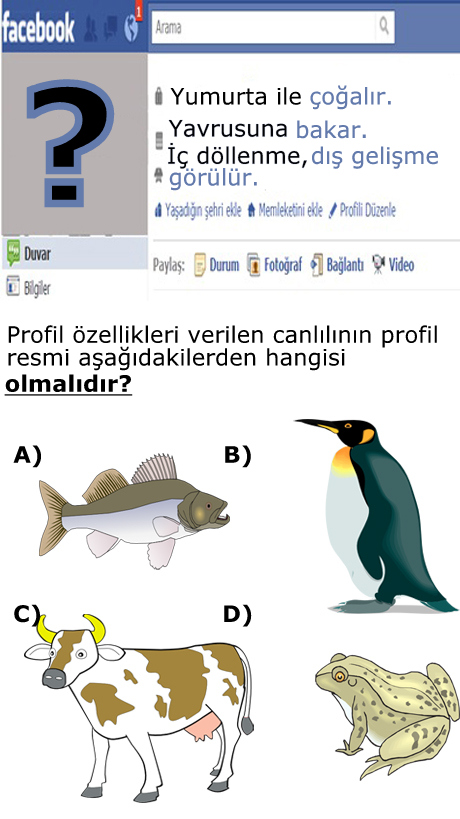 facebook
1
Arama
?
Yumurta ile çoğalır.
Yavrusuna bakar.
İç döllenme, dış gelişme
görülür.
Yaşadığın şehri ekle Memleketini ekle Profili Düzenle
Duvar
Bilgiler
Paylaş: Durum Fotoğraf Bağlantı Video
Profil özellikleri verilen canlılının profil
resmi aşağıdakilerden hangisi
olmalıdır?
A) B)
C) D)